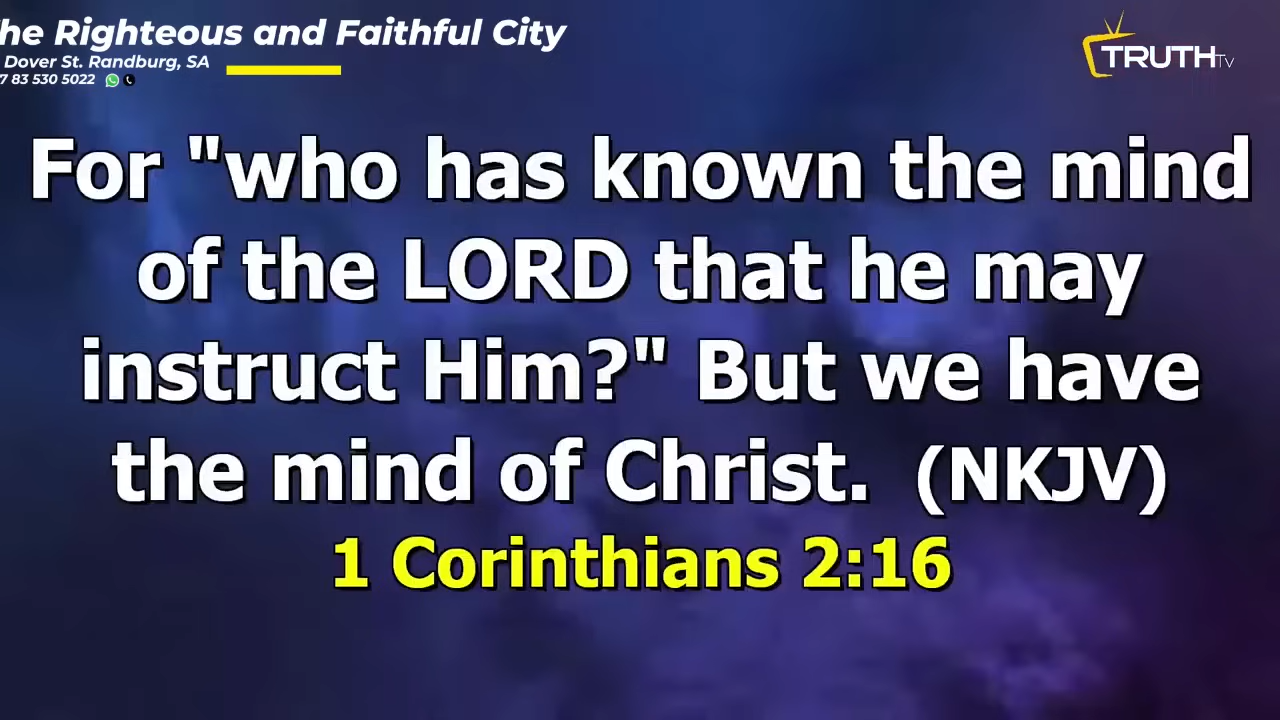 he Righteous and Faithful City
Dover St. Randburg, SA
7 83 530 5022
TRUTH TV
For "who has known the mind
of the LORD that he may
instruct Him?" But we have
the mind of Christ. (NKJV)
1 Corinthians 2:16